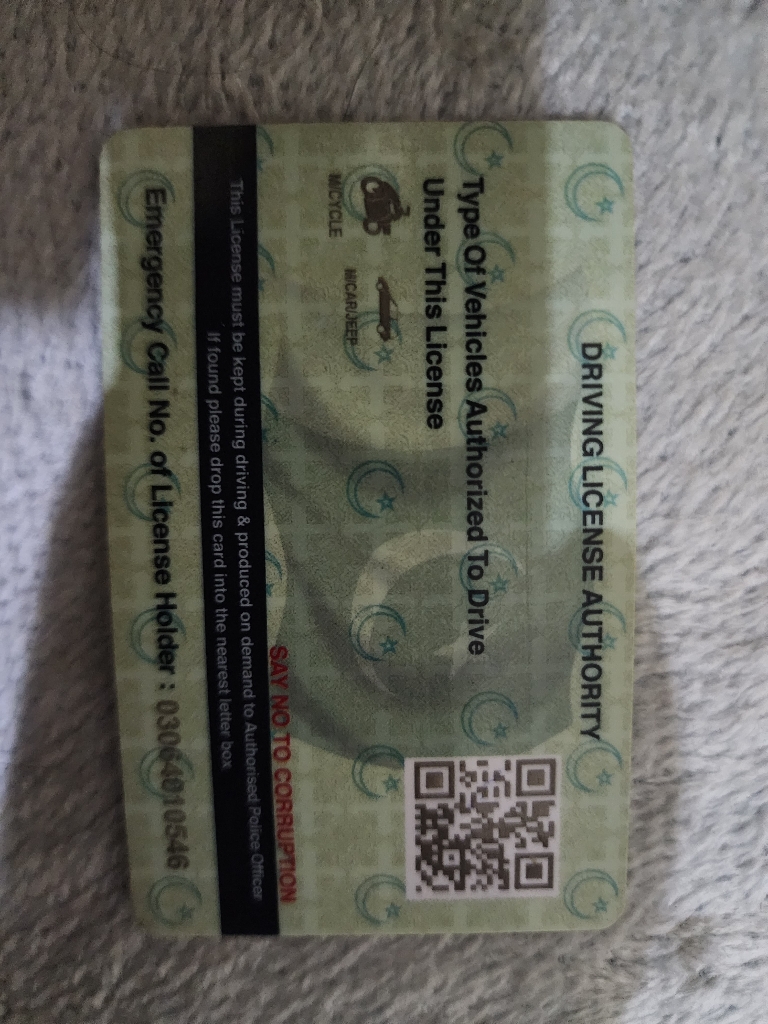 DRIVING LICENSE AUTHORITY
Type Of Vehicles Authorized To Drive
Under This License
M/CYCLE
M/CAR/JEEP
SAY NO TO CORRUPTION
This License must be kept during driving & produced on demand to Authorised Police Officer
If found please drop this card into the nearest letter box
Emergency Call No. of License Holder : 03064010546